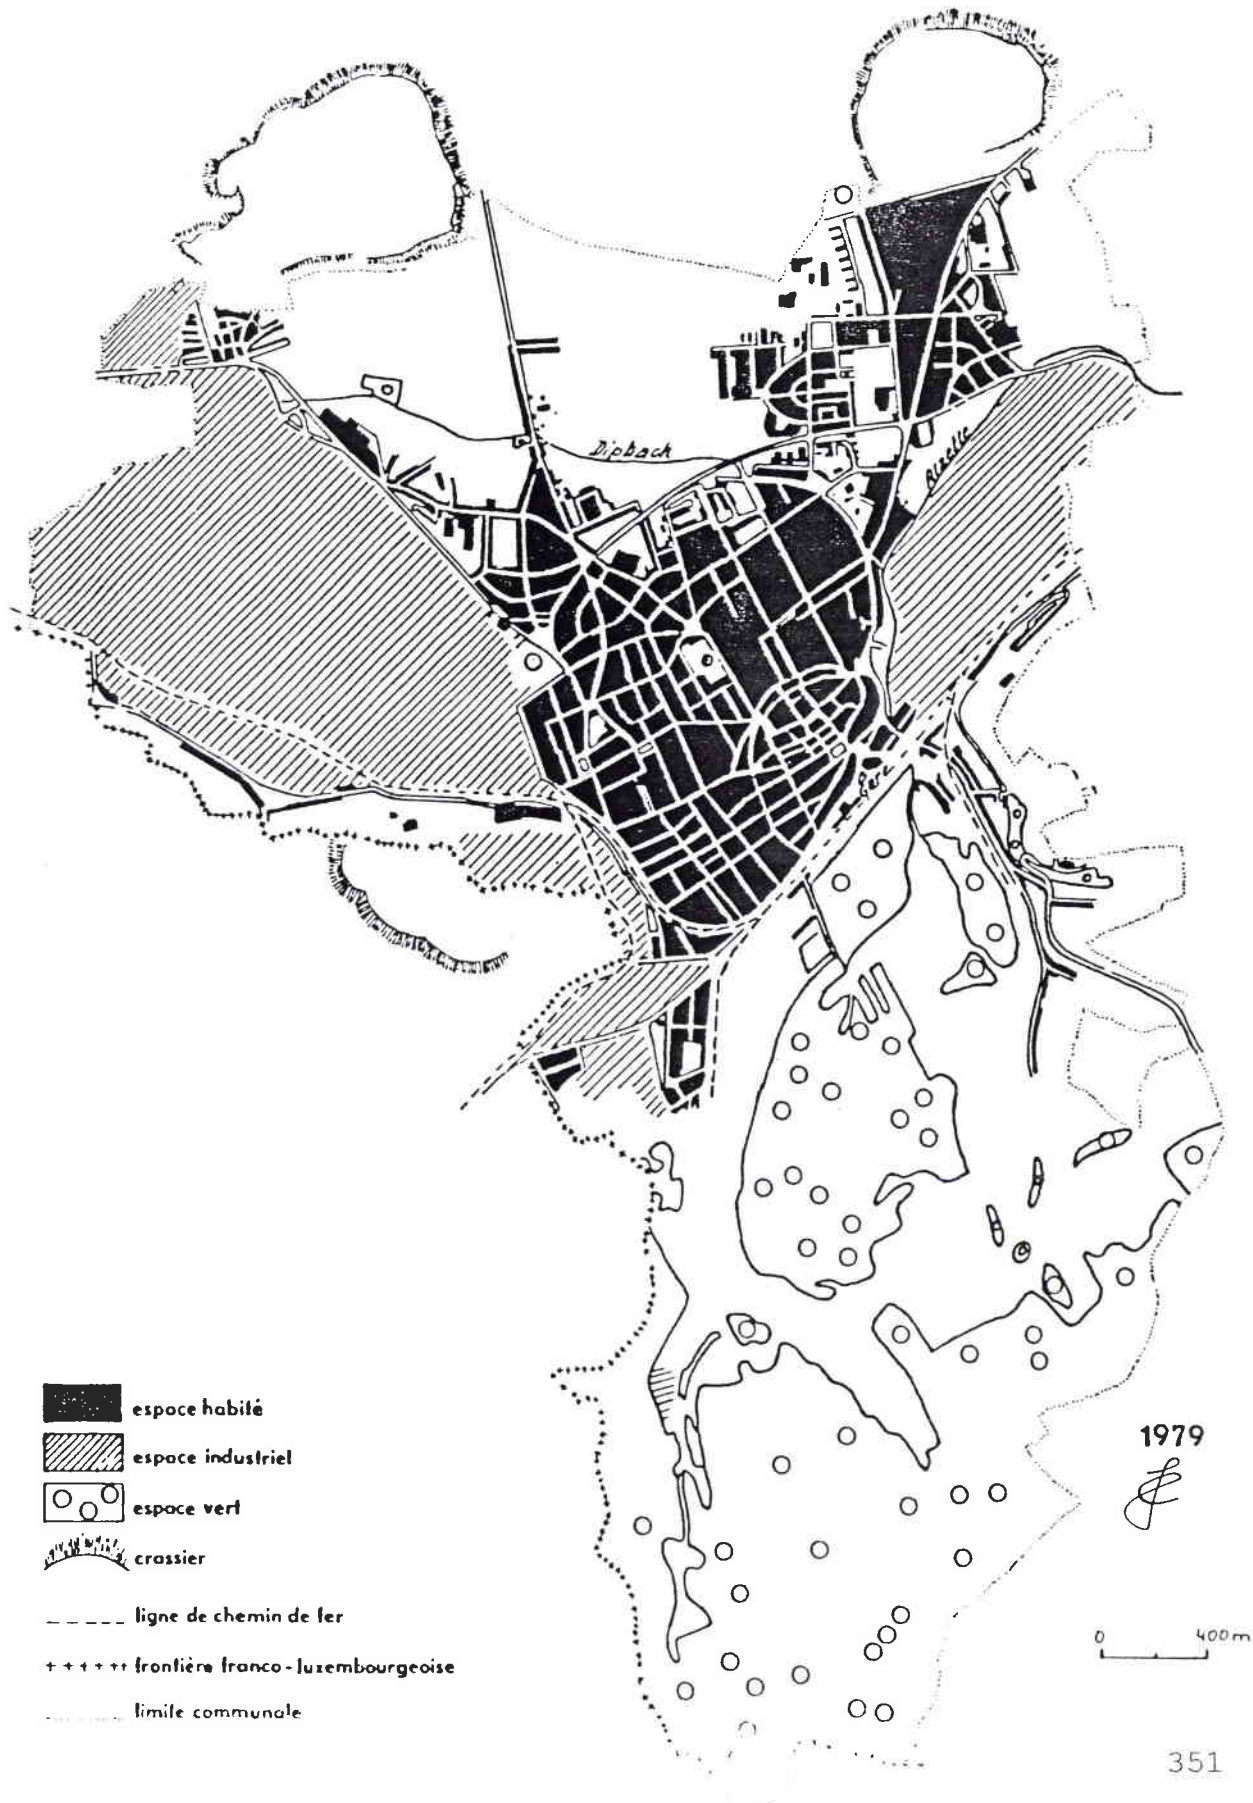 Dipbach
Alzette
Gare
espace habité
espace industriel
espace vert
crassier
ligne de chemin de fer
frontière franco-luxembourgeoise
limite communale
1979
0 400m
351